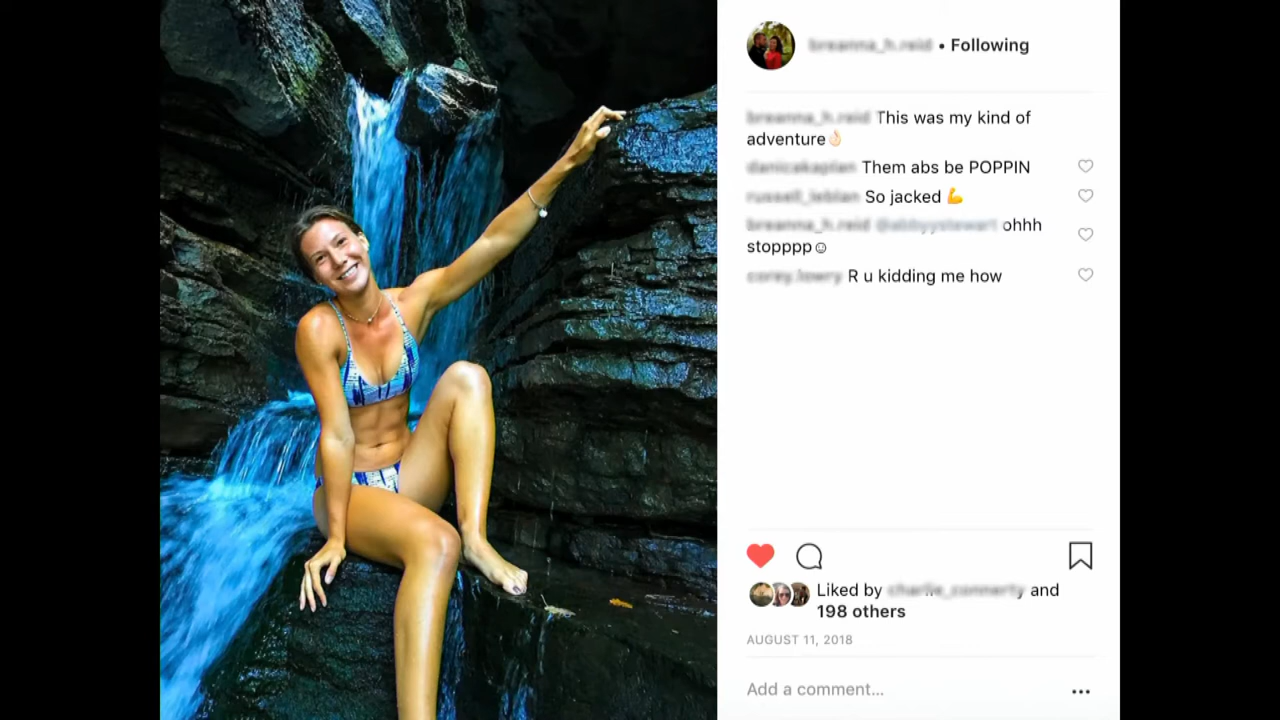 • Following
This was my kind of
adventure👌🏻
Them abs be POPPIN
So jacked 💪
ohhh
stopppp☺
R u kidding me how
Liked by and
198 others
AUGUST 11, 2018
Add a comment...